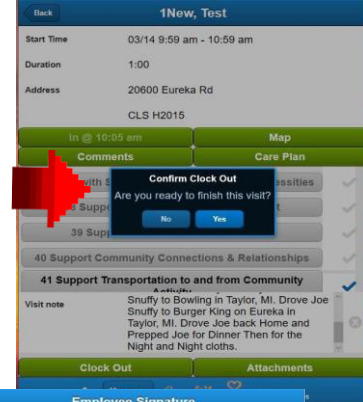 Back
1New, Test
Start Time
03/14 9:59 am - 10:59 am
Duration
1:00
Address
20600 Eureka Rd
CLS H2015
In @ 10:05 am
Map
Comments
Care Plan
Confirm Clock Out
Are you ready to finish this visit?
No
Yes
39 Supp
40 Support Community Connections & Relationships
41 Support Transportation to and from Community
Visit note
Snuffy to Bowling in Taylor, MI. Drove Joe
Snuffy to Burger King on Eureka in
Taylor, MI. Drove Joe back Home and
Prepped Joe for Dinner Then for the
Night and Night cloths.
Clock Out
Attachments
Employee Signature